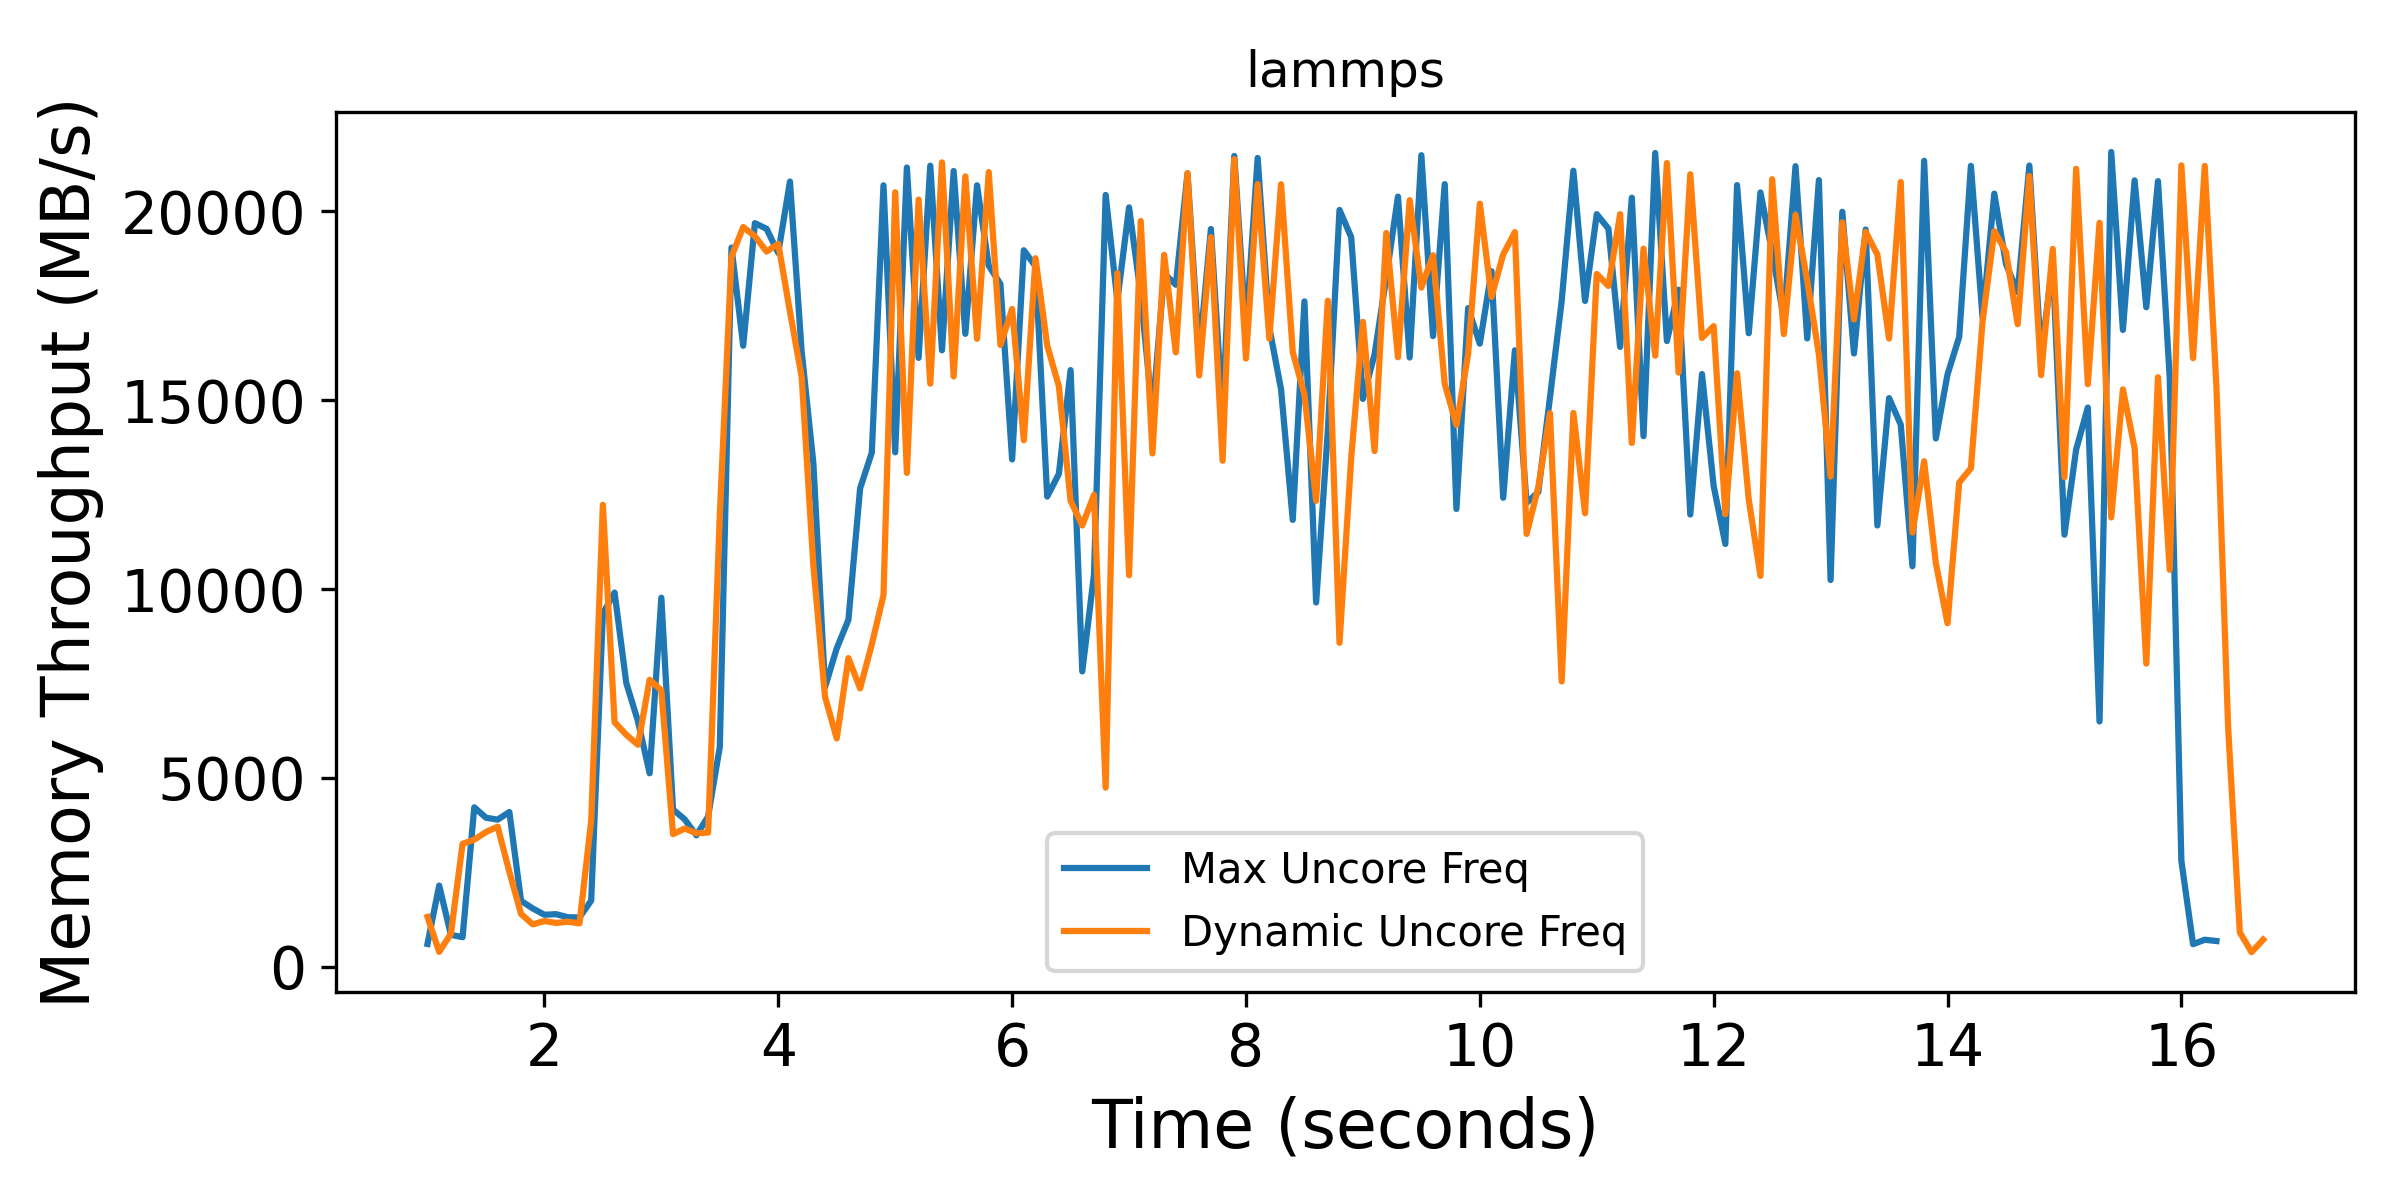 lammps
Memory Throughput (MB/s)
20000
15000
10000
5000
0
Max Uncore Freq
Dynamic Uncore Freq
2 4 6 8 10 12 14 16
Time (seconds)